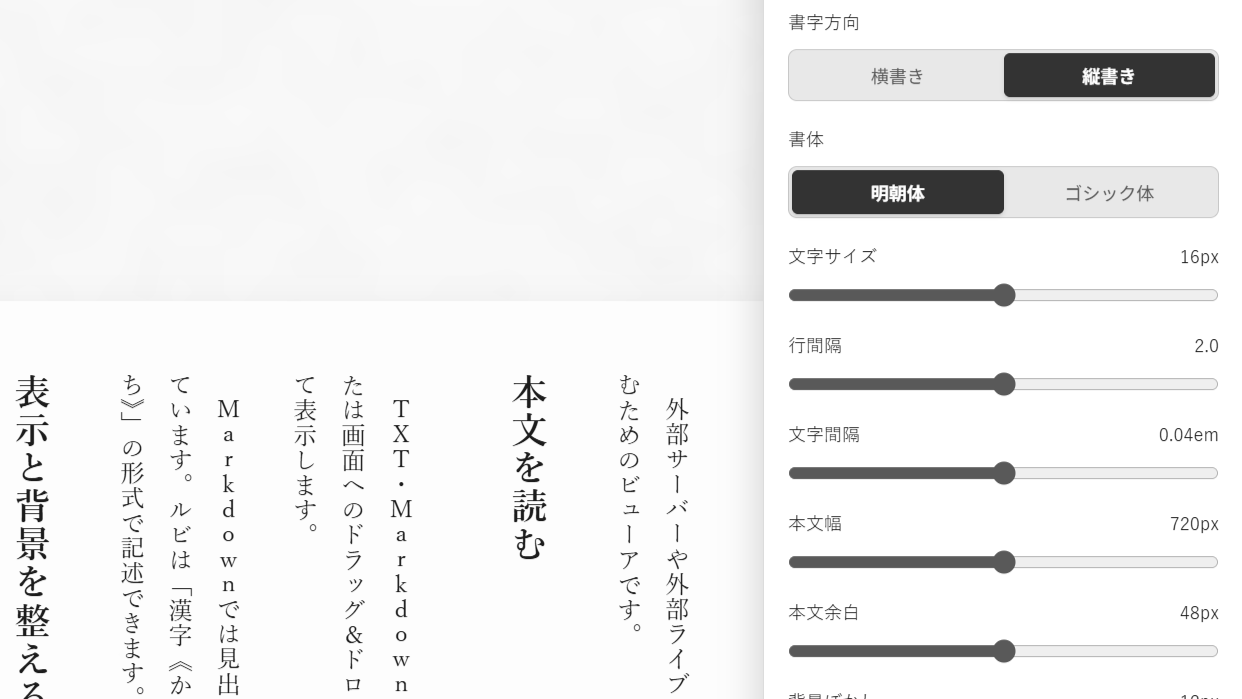 外部サーバーや外部ライブ
むためのビューアです。
本文を読む
TXT・Markdown
たは画面へのドラッグ＆ドロ
て表示します。
Markdownでは見出
ています。ルビは「漢字《か
ち》」の形式で記述できます。
表示と背景を整える
書字方向
横書き
縦書き
書体
明朝体
ゴシック体
文字サイズ
16px
行間隔
2.0
文字間隔
0.04em
本文幅
720px
本文余白
48px